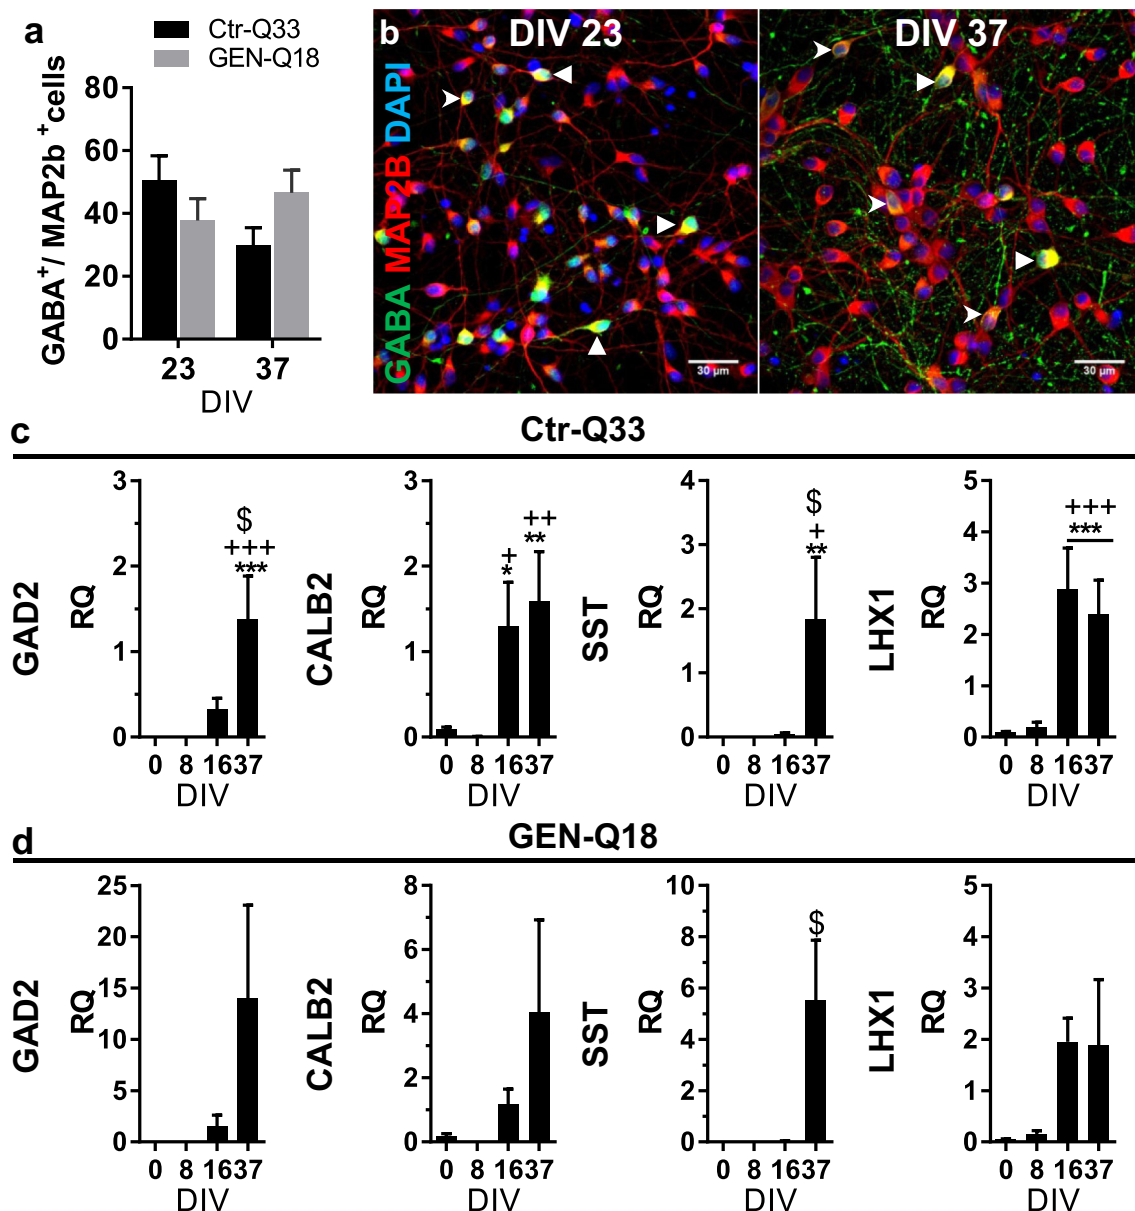 a
Ctr-Q33
GEN-Q18
GABA+/ MAP2b +cells
80
60
40
20
0
23 37
DIV
b
DIV 23
DIV 37
GABA MAP2B DAPI
30 µm
30 µm
c
Ctr-Q33
GAD2
RQ
3
2
1
0
$
+++
***
0 8 16 37
DIV
CALB2
RQ
3
2
1
0
+
*
++
**
0 8 16 37
DIV
SST
RQ
4
3
2
1
0
$
+
**
0 8 16 37
DIV
LHX1
RQ
5
4
3
2
1
0
+++
***
0 8 16 37
DIV
d
GEN-Q18
GAD2
RQ
25
20
15
10
5
0
0 8 16 37
DIV
CALB2
RQ
8
6
4
2
0
0 8 16 37
DIV
SST
RQ
10
8
6
4
2
0
$
0 8 16 37
DIV
LHX1
RQ
5
4
3
2
1
0
0 8 16 37
DIV